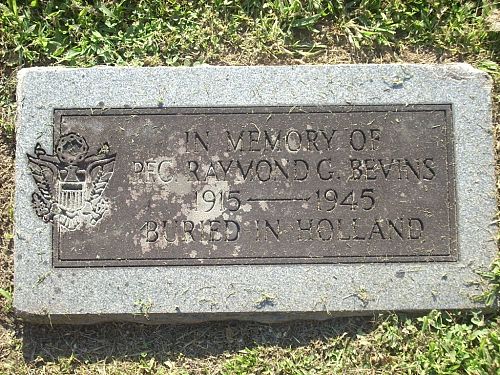 IN MEMORY OF
PFC. RAYMOND G. BEVINS
1915——1945
BURIED IN HOLLAND